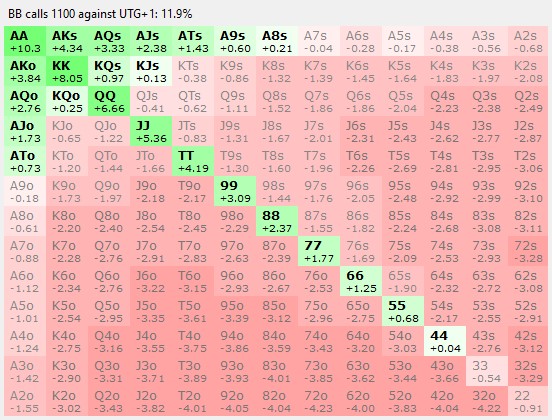 BB calls 1100 against UTG+1: 11.9%
AA AKs AQs AJs ATs A9s A8s A7s A6s A5s A4s A3s A2s
+10.3 +4.34 +3.33 +2.38 +1.43 +0.60 +0.21 -0.04 -0.28 -0.17 -0.38 -0.56 -0.68
AKo KK KQs KJs KTs K9s K8s K7s K6s K5s K4s K3s K2s
+3.84 +8.05 +0.97 +0.13 -0.38 -0.86 -1.32 -1.39 -1.45 -1.64 -1.83 -1.97 -2.08
AQo KQo QQ QJs QTs Q9s Q8s Q7s Q6s Q5s Q4s Q3s Q2s
+2.76 +0.25 +6.66 -0.41 -0.62 -1.11 -1.52 -1.86 -1.86 -2.04 -2.23 -2.38 -2.49
AJo KJo QJo JJ JTs J9s J8s J7s J6s J5s J4s J3s J2s
+1.73 -0.65 -1.22 +5.36 -0.83 -1.31 -1.67 -2.01 -2.31 -2.43 -2.62 -2.77 -2.87
ATo KTo QTo JTo TT T9s T8s T7s T6s T5s T4s T3s T2s
+0.73 -1.20 -1.44 -1.66 +4.19 -1.30 -1.60 -1.96 -2.26 -2.69 -2.81 -2.95 -3.06
A9o K9o Q9o J9o T9o 99 98s 97s 96s 95s 94s 93s 92s
-0.18 -1.73 -1.97 -2.18 -2.17 +3.09 -1.44 -1.76 -2.05 -2.48 -2.92 -2.99 -3.10
A8o K8o Q8o J8o T8o 98o 88 87s 86s 85s 84s 83s 82s
-0.61 -2.20 -2.40 -2.54 -2.45 -2.29 +2.37 -1.55 -1.82 -2.24 -2.68 -3.08 -3.11
A7o K7o Q7o J7o T7o 97o 87o 77 76s 75s 74s 73s 72s
-0.88 -2.28 -2.76 -2.91 -2.83 -2.63 -2.39 +1.77 -1.69 -2.09 -2.53 -2.93 -3.28
A6o K6o Q6o J6o T6o 96o 86o 76o 66 65s 64s 63s 62s
-1.12 -2.34 -2.76 -3.22 -3.15 -2.93 -2.67 -2.53 +1.25 -1.90 -2.32 -2.72 -3.08
A5o K5o Q5o J5o T5o 95o 85o 75o 65o 55 54s 53s 52s
-1.01 -2.54 -2.95 -3.35 -3.61 -3.39 -3.12 -2.96 -2.75 +0.68 -2.17 -2.55 -2.91
A4o K4o Q4o J4o T4o 94o 84o 74o 64o 54o 44 43s 42s
-1.24 -2.75 -3.16 -3.55 -3.75 -3.86 -3.59 -3.43 -3.20 -3.03 +0.04 -2.76 -3.12
A3o K3o Q3o J3o T3o 93o 83o 73o 63o 53o 43o 33 32s
-1.42 -2.90 -3.31 -3.71 -3.89 -3.93 -4.01 -3.85 -3.62 -3.44 -3.66 -0.54 -3.29
A2o K2o Q2o J2o T2o 92o 82o 72o 62o 52o 42o 32o 22
-1.55 -3.02 -3.43 -3.82 -4.01 -4.05 -4.04 -4.23 -4.00 -3.83 -4.04 -4.22 -0.91